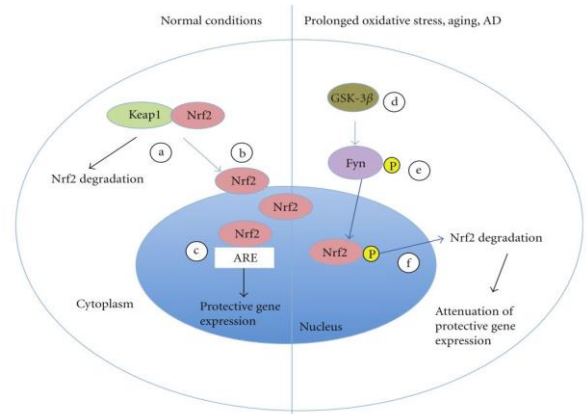 Normal conditions
Prolonged oxidative stress, aging, AD
Keap1
Nrf2
a
b
Nrf2 degradation
Nrf2
Nrf2
Nrf2
c
ARE
Protective gene
expression
Cytoplasm
Nucleus
GSK-3β
d
Fyn
P
e
Nrf2
P
f
Nrf2 degradation
Attenuation of
protective gene
expression